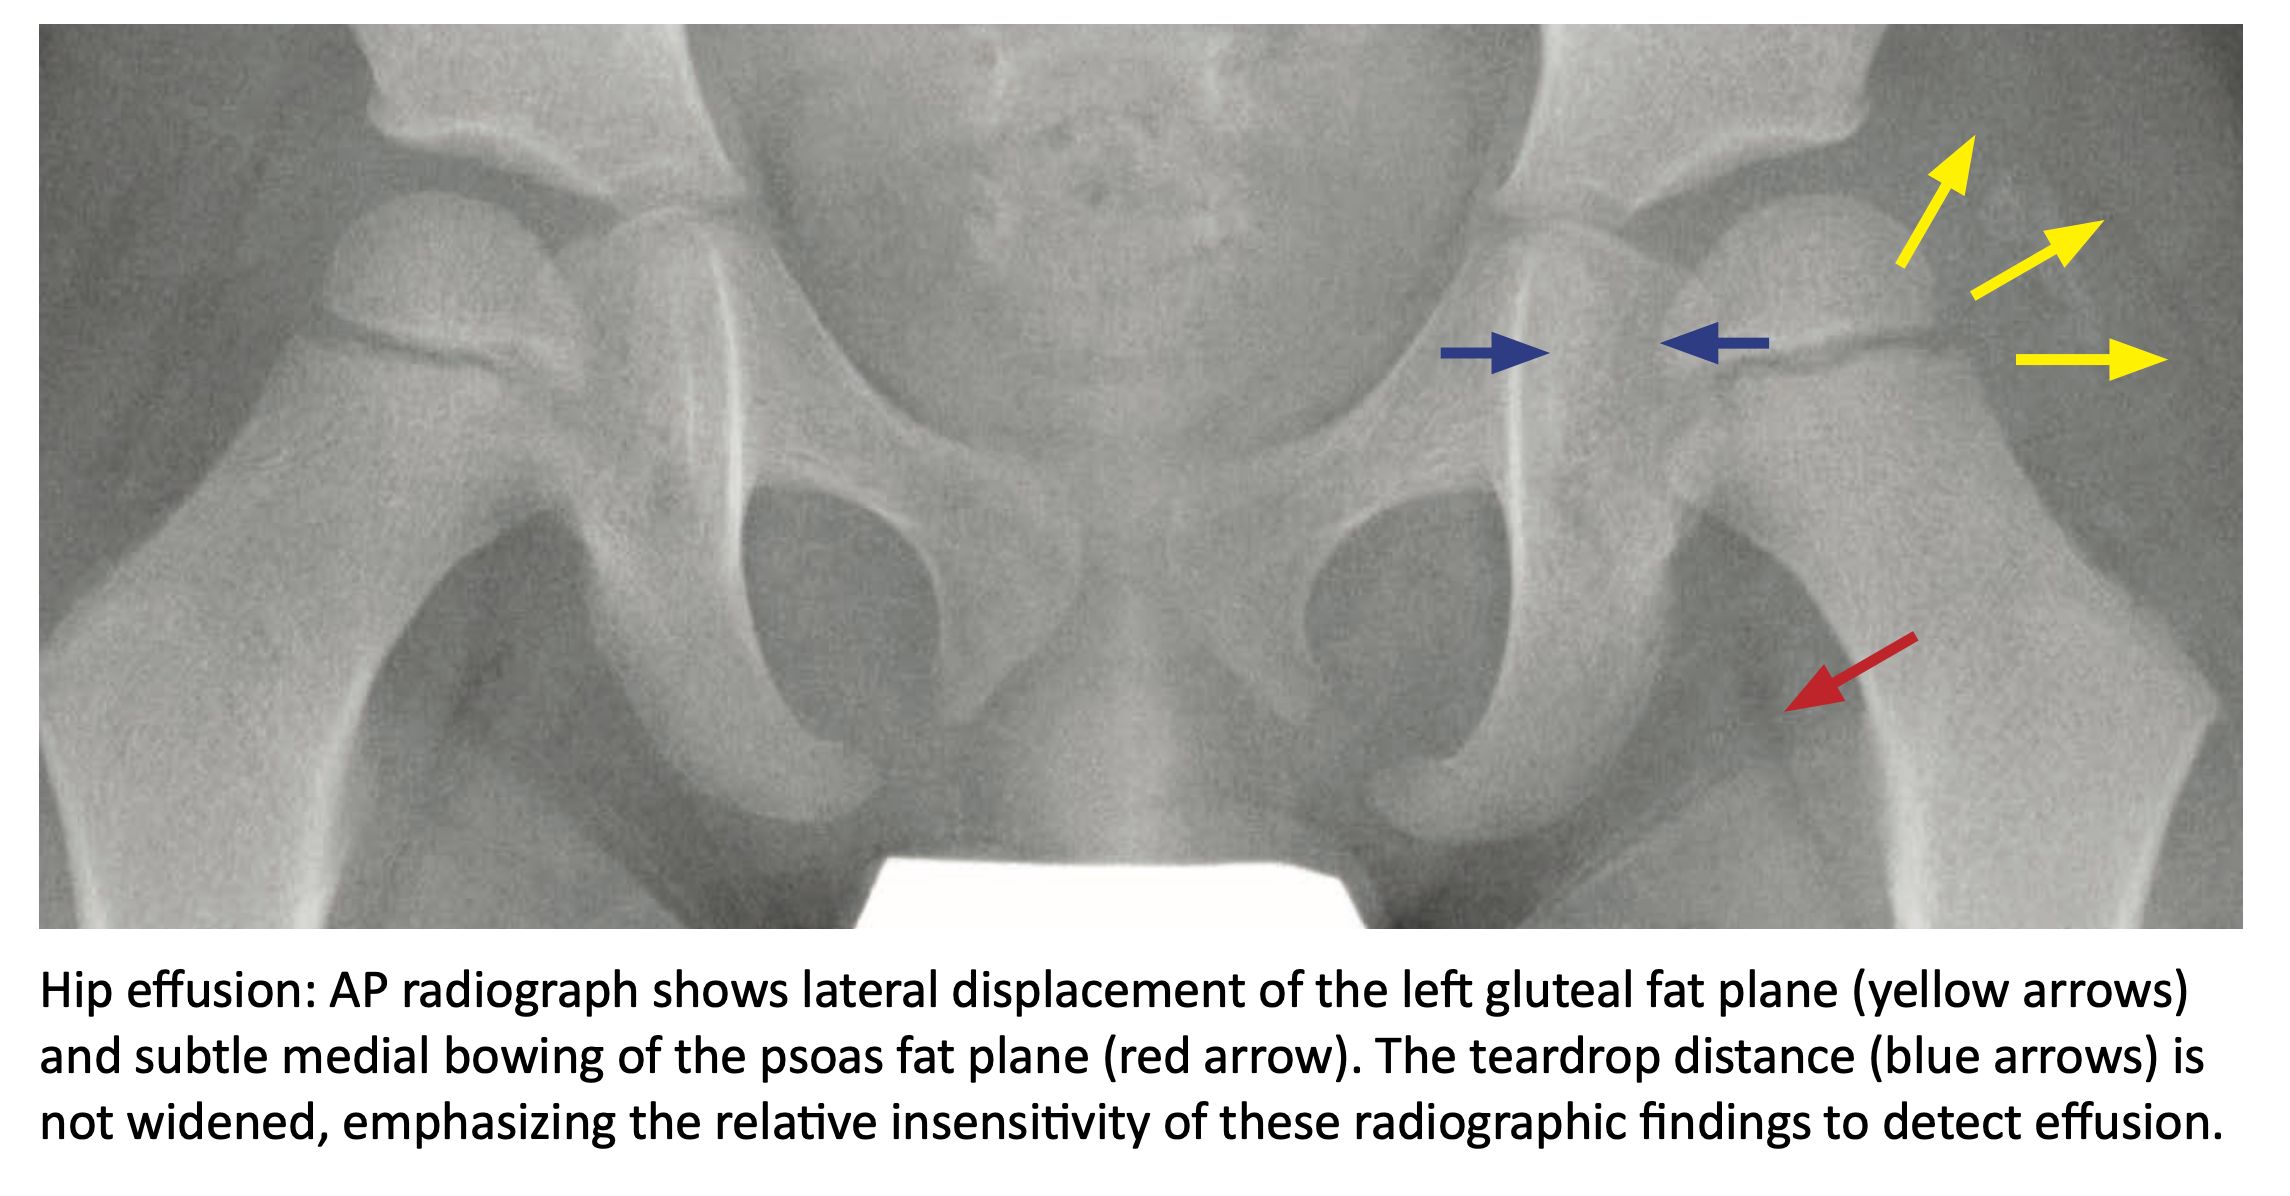 Hip effusion: AP radiograph shows lateral displacement of the left gluteal fat plane (yellow arrows)
and subtle medial bowing of the psoas fat plane (red arrow). The teardrop distance (blue arrows) is
not widened, emphasizing the relative insensitivity of these radiographic findings to detect effusion.